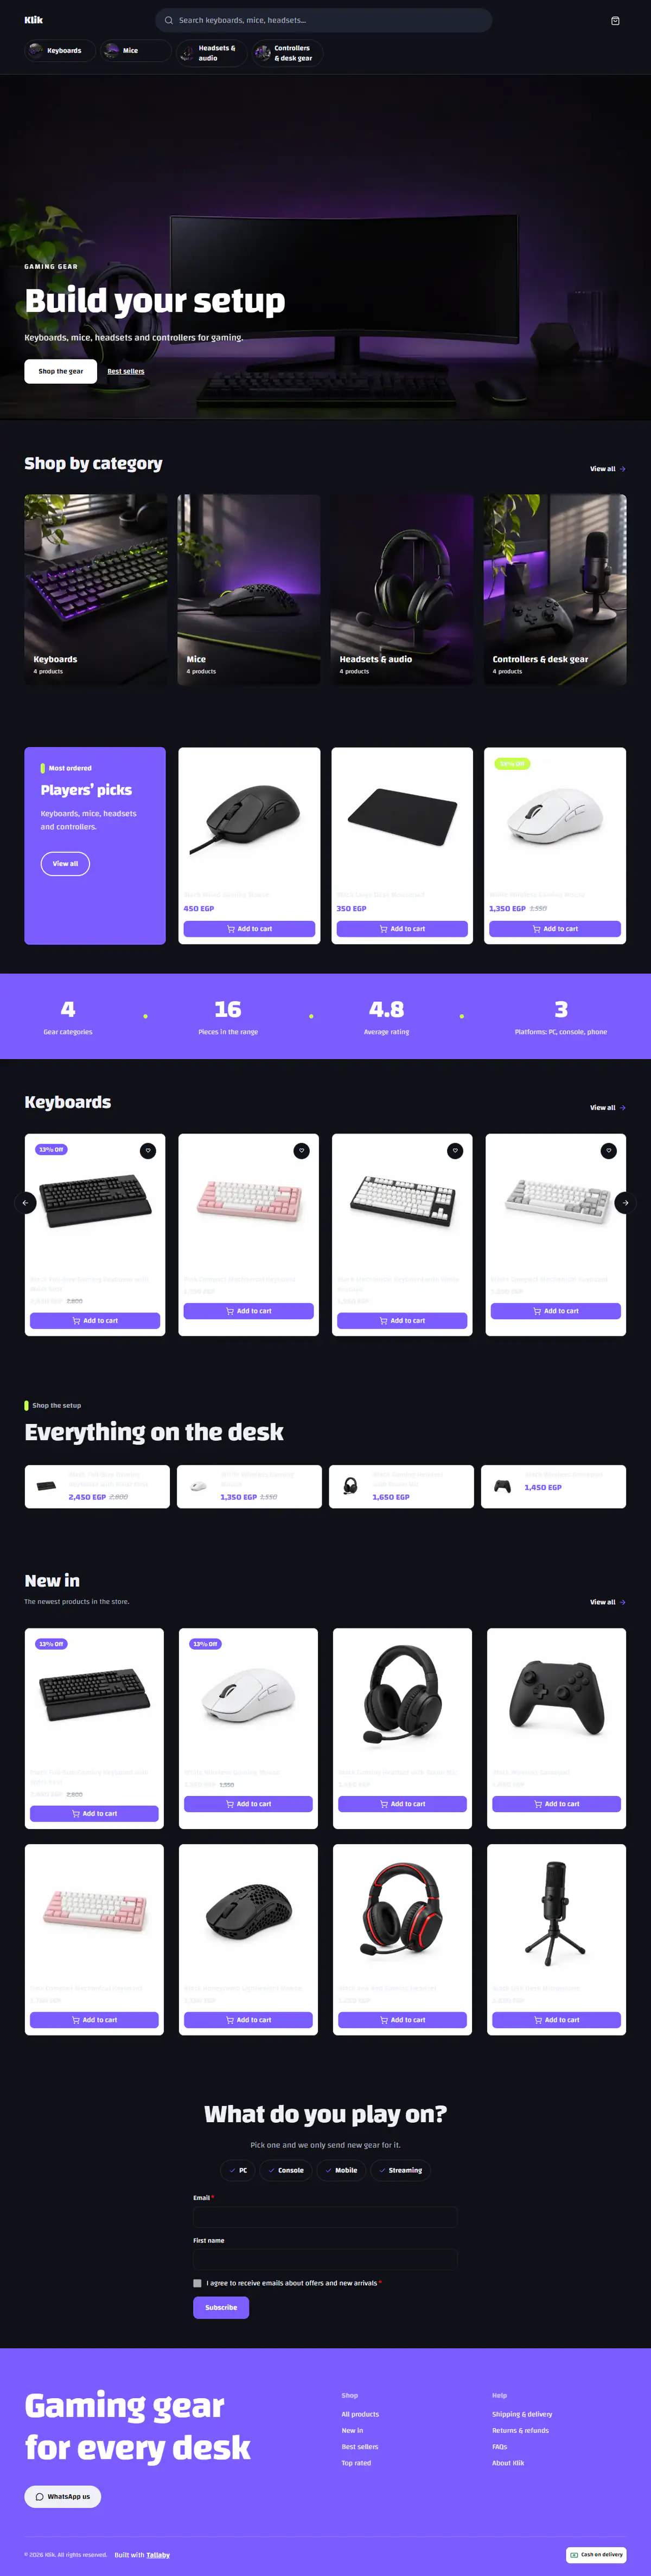 Klik
Search keyboards, mice, headsets...
Keyboards
Mice
Headsets &
audio
Controllers
& desk gear
GAMING GEAR
Build your setup
Keyboards, mice, headsets and controllers for gaming.
Shop the gear
Best sellers
Shop by category
View all
Keyboards
4 products
Mice
4 products
Headsets & audio
4 products
Controllers & desk gear
4 products
Most ordered
Players' picks
Keyboards, mice, headsets
and controllers.
View all
450 EGP
Add to cart
350 EGP
Add to cart
1,350 EGP 1,550
Add to cart
4
Gear categories
16
Pieces in the range
4.8
Average rating
3
Platforms: PC, console, phone
Keyboards
View all
13% Off
2,800
Add to cart
Add to cart
Add to cart
Add to cart
Shop the setup
Everything on the desk
2,450 EGP 2,800
1,350 EGP 1,550
1,650 EGP
1,450 EGP
New in
The newest products in the store.
View all
13% Off
2,800
Add to cart
13% Off
1,550
Add to cart
Add to cart
Add to cart
Add to cart
Add to cart
Add to cart
Add to cart
What do you play on?
Pick one and we only send new gear for it.
PC
Console
Mobile
Streaming
Email *
First name
I agree to receive emails about offers and new arrivals *
Subscribe
Gaming gear
for every desk
WhatsApp us
Shop
All products
New in
Best sellers
Top rated
Help
Shipping & delivery
Returns & refunds
FAQs
About Klik
© 2026 Klik. All rights reserved.
Built with Tallaby
Cash on delivery